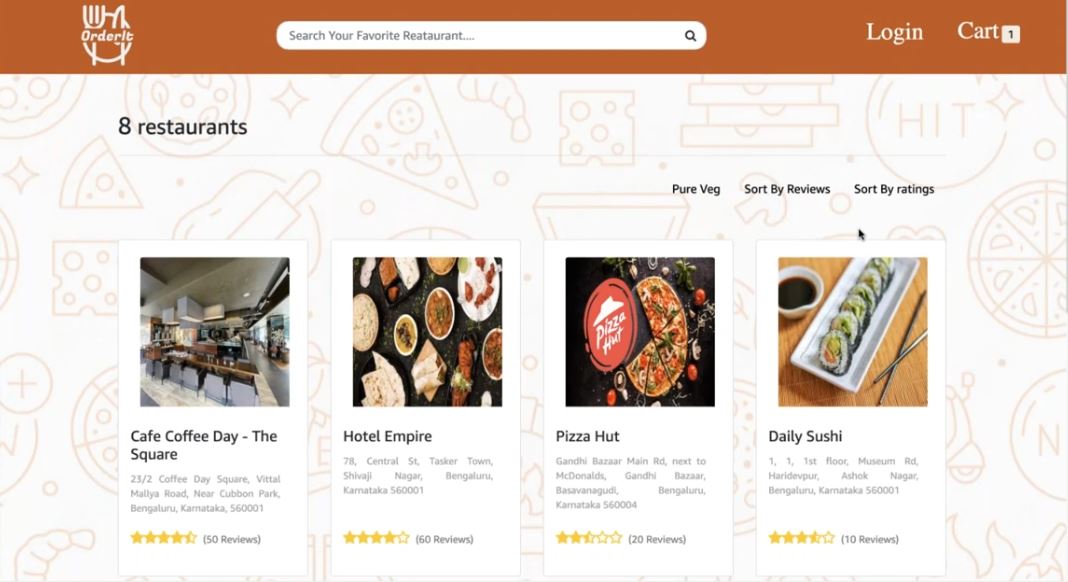 OrderIt
Search Your Favorite Reataurant....
Login
Cart 1
HIT
8 restaurants
Pure Veg
Sort By Reviews
Sort By ratings
Pizza
Hut
Cafe Coffee Day - The
Square
23/2 Coffee Day Square, Vittal
Mallya Road, Near Cubbon Park,
Bengaluru, Karnataka, 560001
(50 Reviews)
Hotel Empire
78, Central St, Tasker Town,
Shivaji Nagar, Bengaluru,
Karnataka 560001
(60 Reviews)
Pizza Hut
Gandhi Bazaar Main Rd, next to
McDonalds, Gandhi Bazaar,
Basavanagudi, Bengaluru,
Karnataka 560004
(20 Reviews)
Daily Sushi
1, 1, 1st floor, Museum Rd,
Haridevpur, Ashok Nagar,
Bengaluru, Karnataka 560001
(10 Reviews)
N